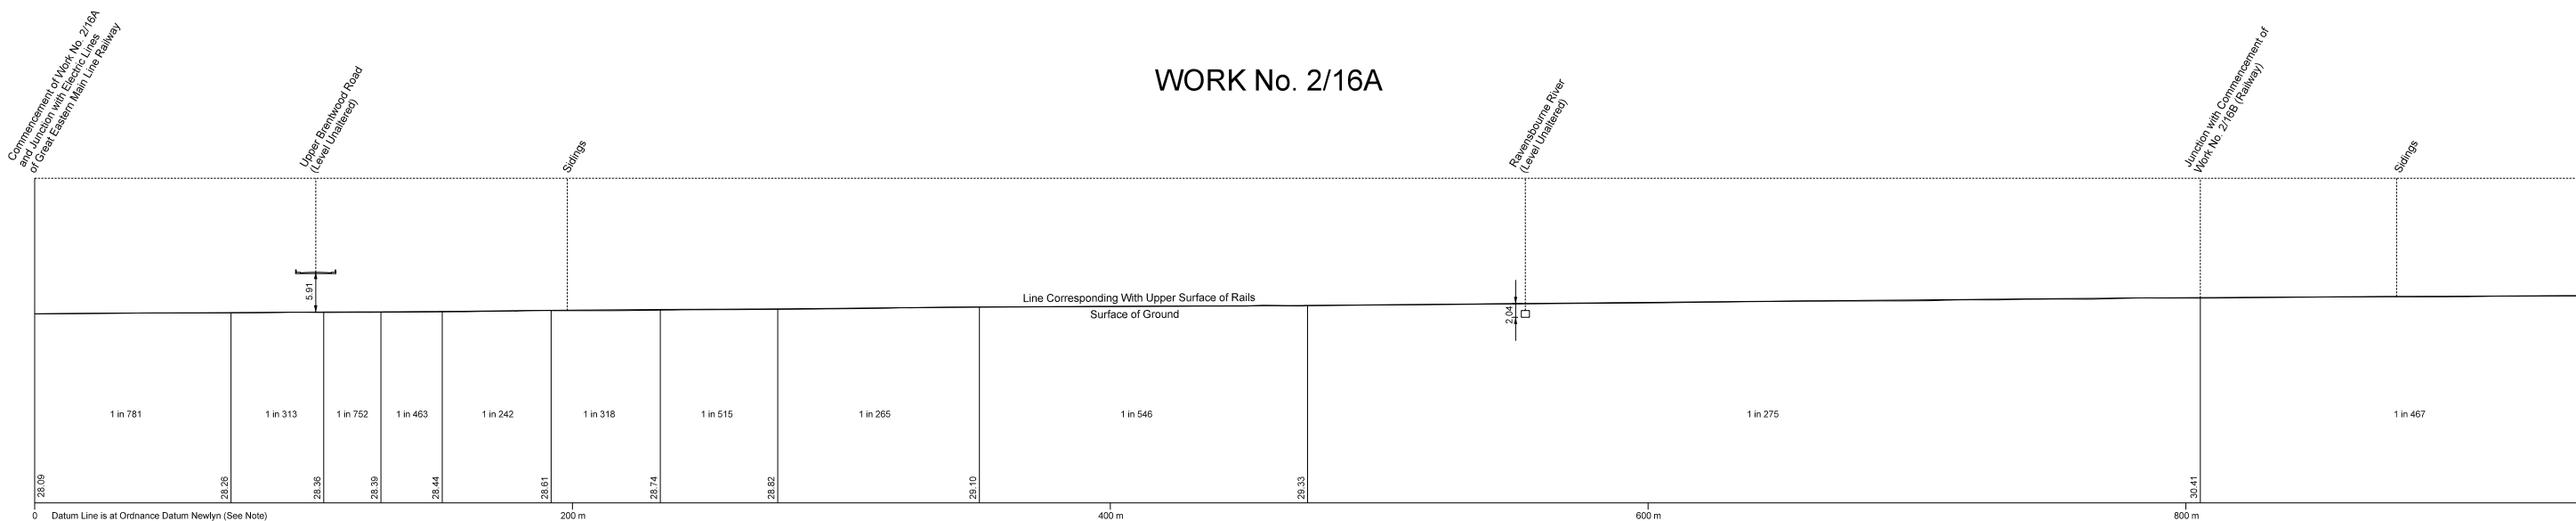 WORK No. 2/16A
Commencement of Work No. 2/16A
and Junction with Electric Lines
of Great Eastern Main Line Railway
Upper Brentwood Road
(Level Unaltered)
Sidings
Ravensbourne River
(Level Unaltered)
Junction with Commencement of
Work No. 2/16B (Railway)
Sidings
5.91
Line Corresponding With Upper Surface of Rails
Surface of Ground
2.04
1 in 781
1 in 313
1 in 752
1 in 463
1 in 242
1 in 318
1 in 515
1 in 265
1 in 546
1 in 275
1 in 467
28.09
28.26
28.36
28.39
28.44
28.61
28.74
28.82
29.10
29.33
30.41
0
Datum Line is at Ordnance Datum Newlyn (See Note)
200 m
400 m
600 m
800 m